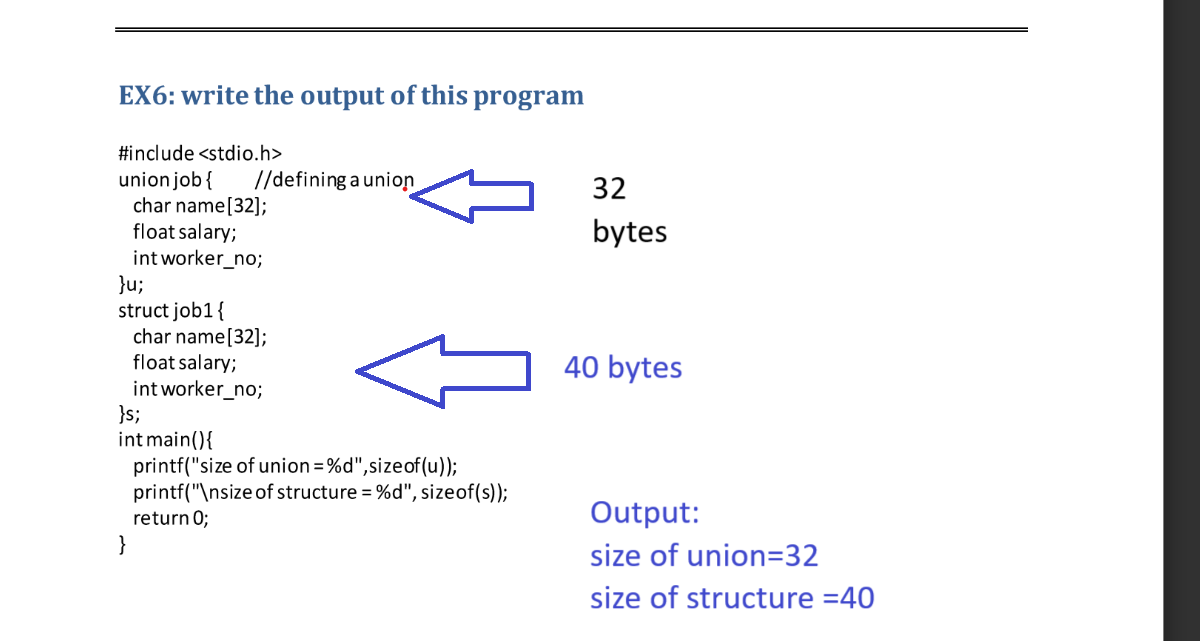 EX6: write the output of this program
#include <stdio.h>
union job {    //defining a union
char name[32];
float salary;
int worker_no;
}u;
struct job1 {
char name[32];
float salary;
int worker_no;
}s;
int main(){
printf("size of union = %d",sizeof(u));
printf("\nsize of structure = %d", sizeof(s));
return 0;
}
32
bytes
40 bytes
Output:
size of union=32
size of structure =40